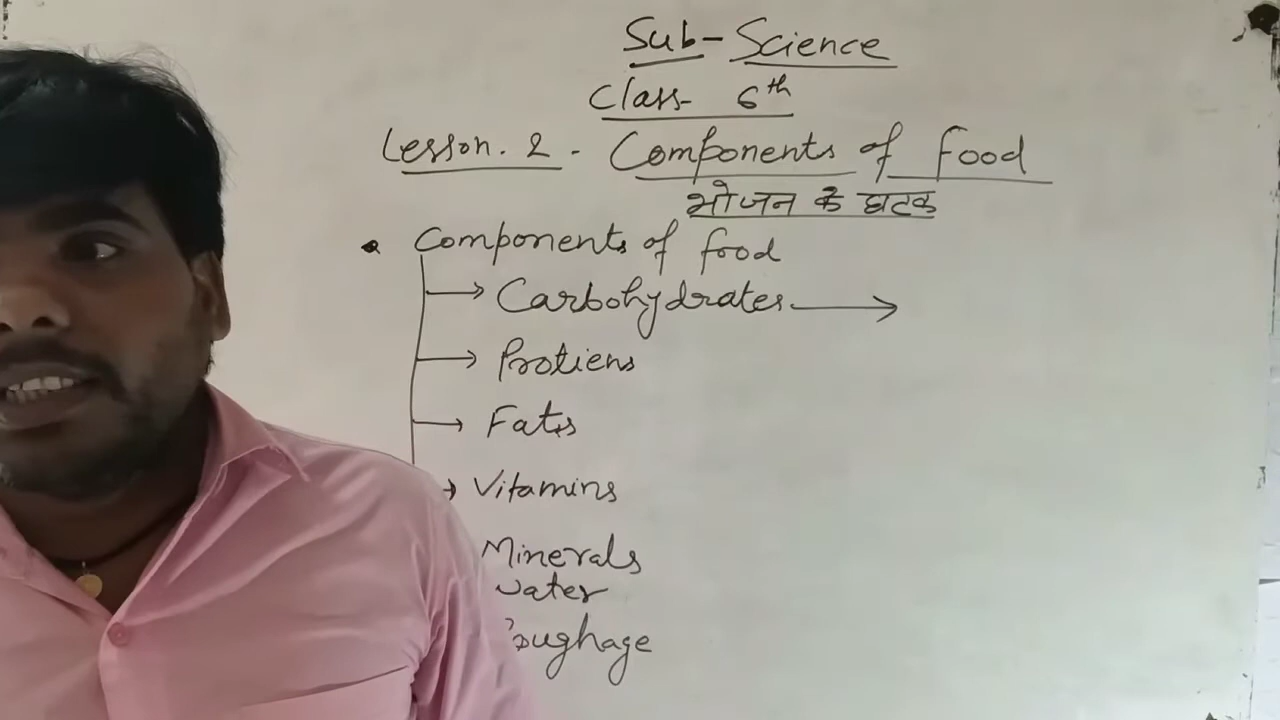 Sub- Science
Class- 6th
Lesson. 2 - Components of food
भोजन के घटक
Components of food
Carbohydrates
Protiens
Fats
Vitamins
Minerals
water
Roughage